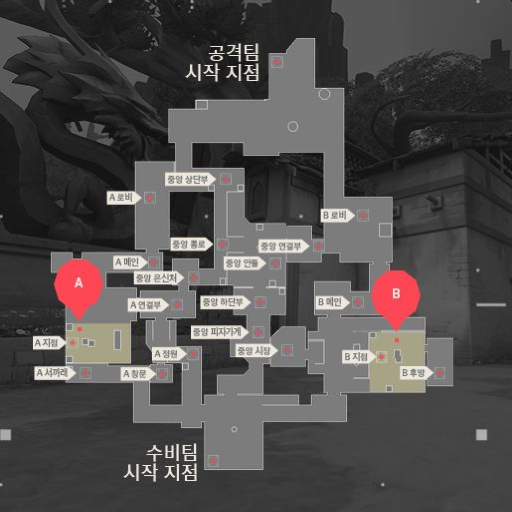 공격팀
시작 지점
중앙 상단부
A 로비
B 로비
중앙 통로
중앙 연결부
A 메인
중앙 안뜰
중앙 은신처
A
B
A 연결부
중앙 하단부
B 메인
중앙 피자가게
A 지점
A 정원
중앙 시장
B 지점
A 서까래
A 창문
B 후방
수비팀
시작 지점